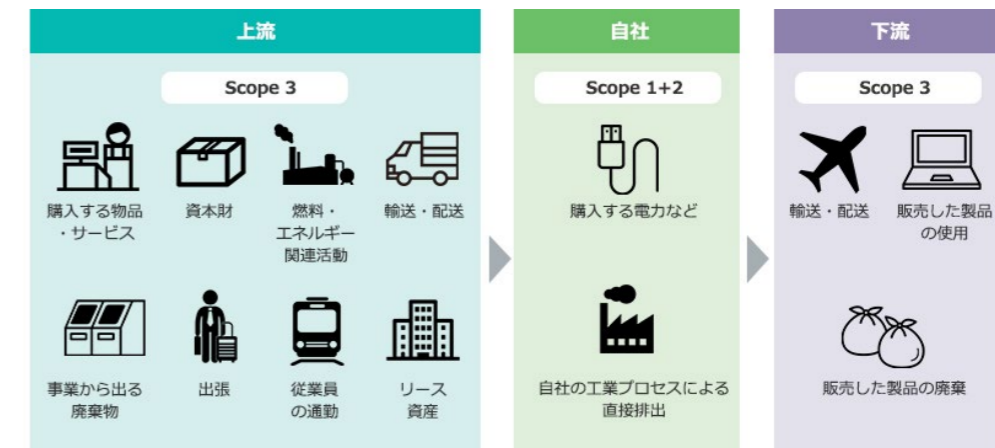 上流
Scope 3
購入する物品
・サービス
資本財
燃料・
エネルギー
関連活動
輸送・配送
事業から出る
廃棄物
出張
従業員
の通勤
リース
資産
自社
Scope 1+2
購入する電力など
自社の工業プロセスによる
直接排出
下流
Scope 3
輸送・配送
販売した製品
の使用
販売した製品の廃棄